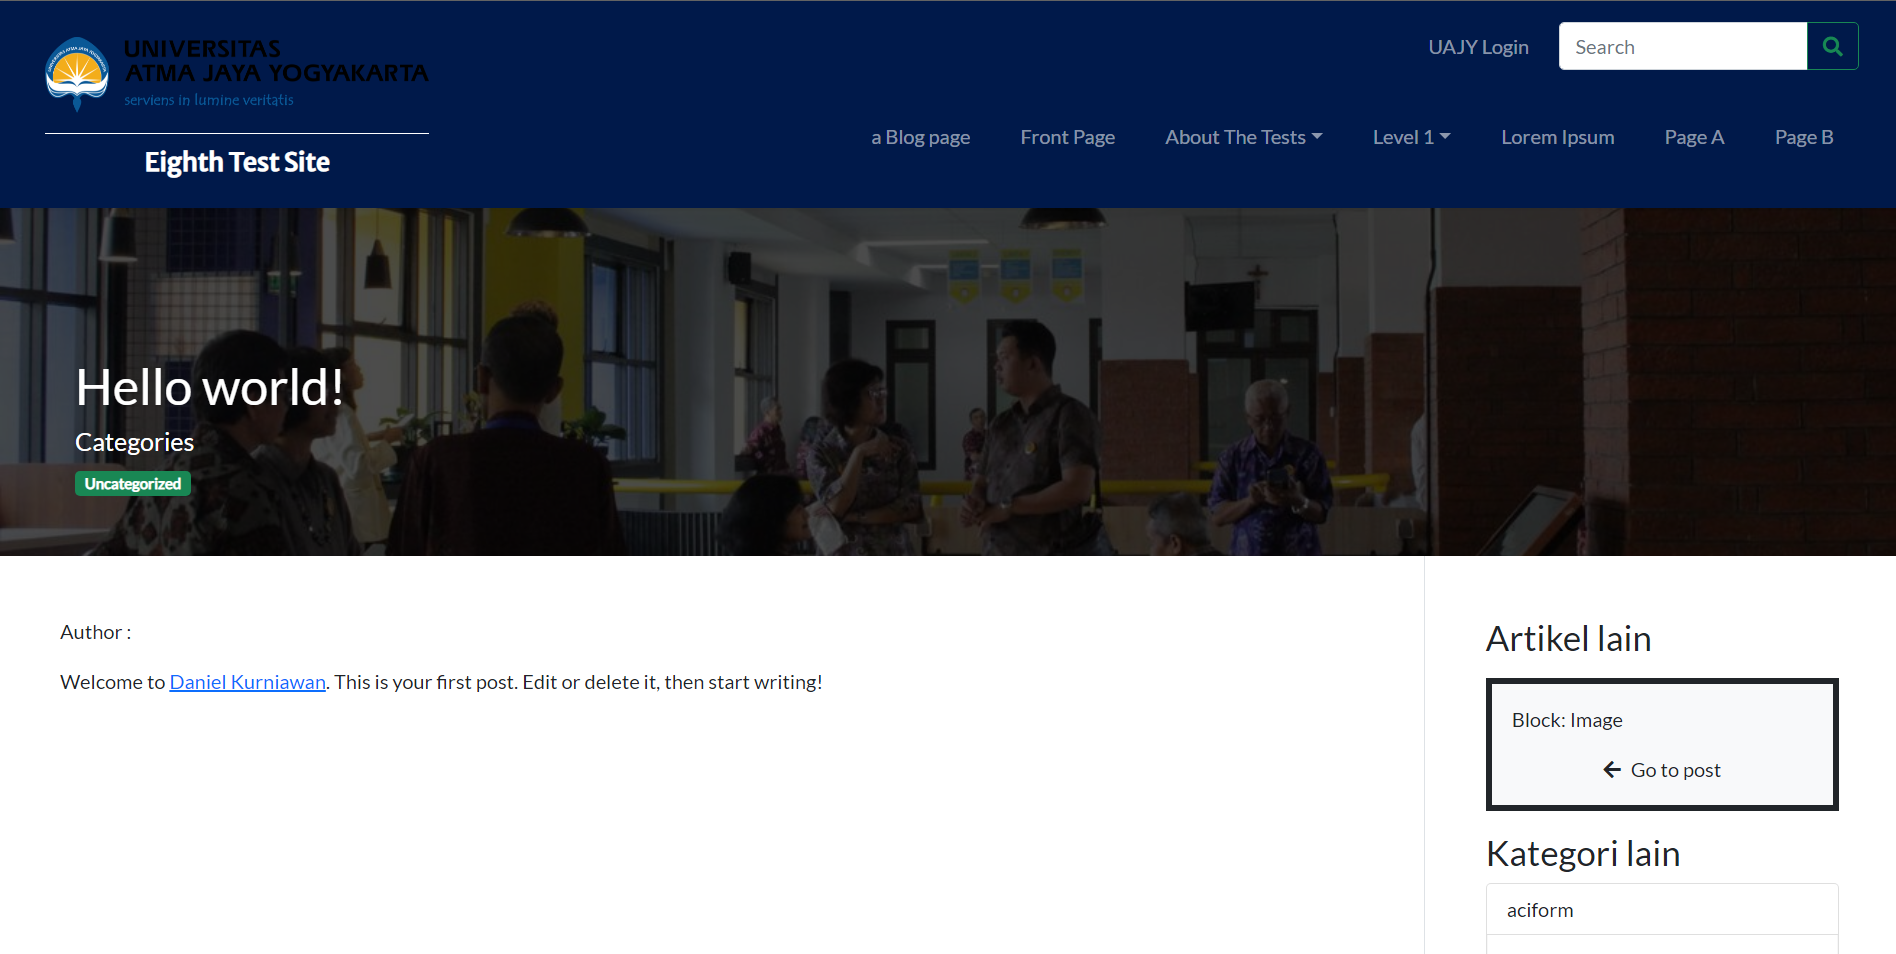 UNIVERSITAS
ATMA JAYA YOGYAKARTA
serviens in lumine veritatis
Eighth Test Site
UAJY Login
Search
a Blog page
Front Page
About The Tests
Level 1
Lorem Ipsum
Page A
Page B
Hello world!
Categories
Uncategorized
Author :
Welcome to Daniel Kurniawan. This is your first post. Edit or delete it, then start writing!
Artikel lain
Block: Image
Go to post
Kategori lain
aciform